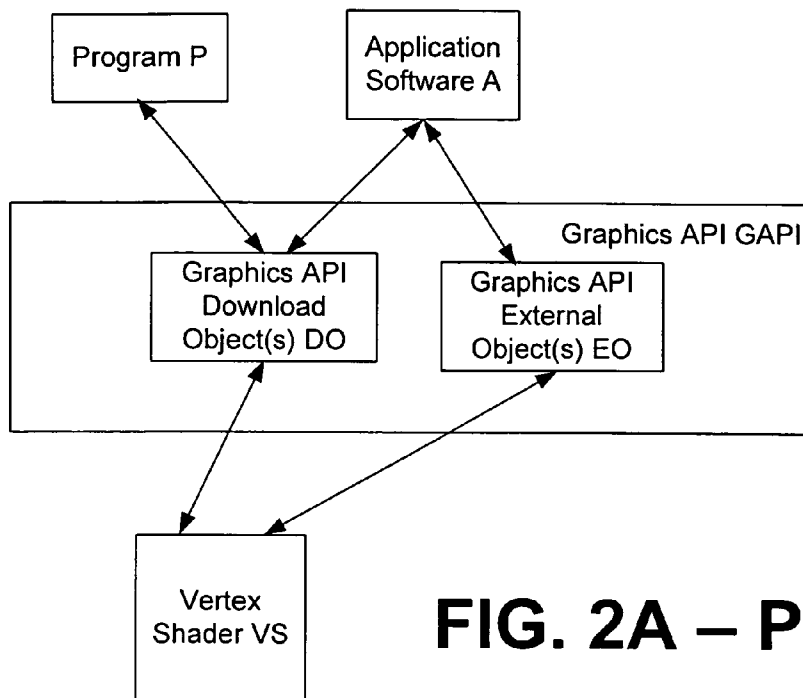 Program P
Application
Software A
Graphics API GAPI
Graphics API
Download
Object(s) DO
Graphics API
External
Object(s) EO
Vertex
Shader VS
FIG. 2A – P